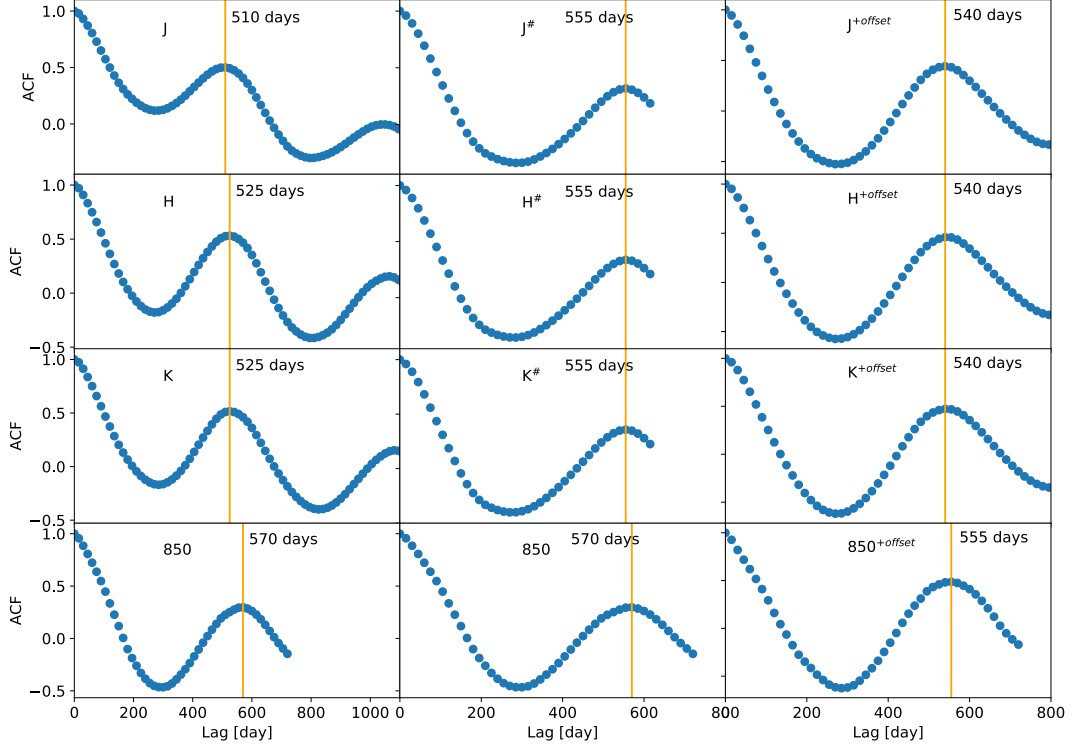 1.0
0.5
0.0
ACF
J
510 days
J#
555 days
J+offset
540 days
1.0
0.5
0.0
−0.5
ACF
H
525 days
H#
555 days
H+offset
540 days
1.0
0.5
0.0
−0.5
ACF
K
525 days
K#
555 days
K+offset
540 days
1.0
0.5
0.0
−0.5
ACF
850
570 days
850
570 days
850+offset
555 days
0 200 400 600 800 1000
0 200 400 600 800
0 200 400 600 800
Lag [day]
Lag [day]
Lag [day]